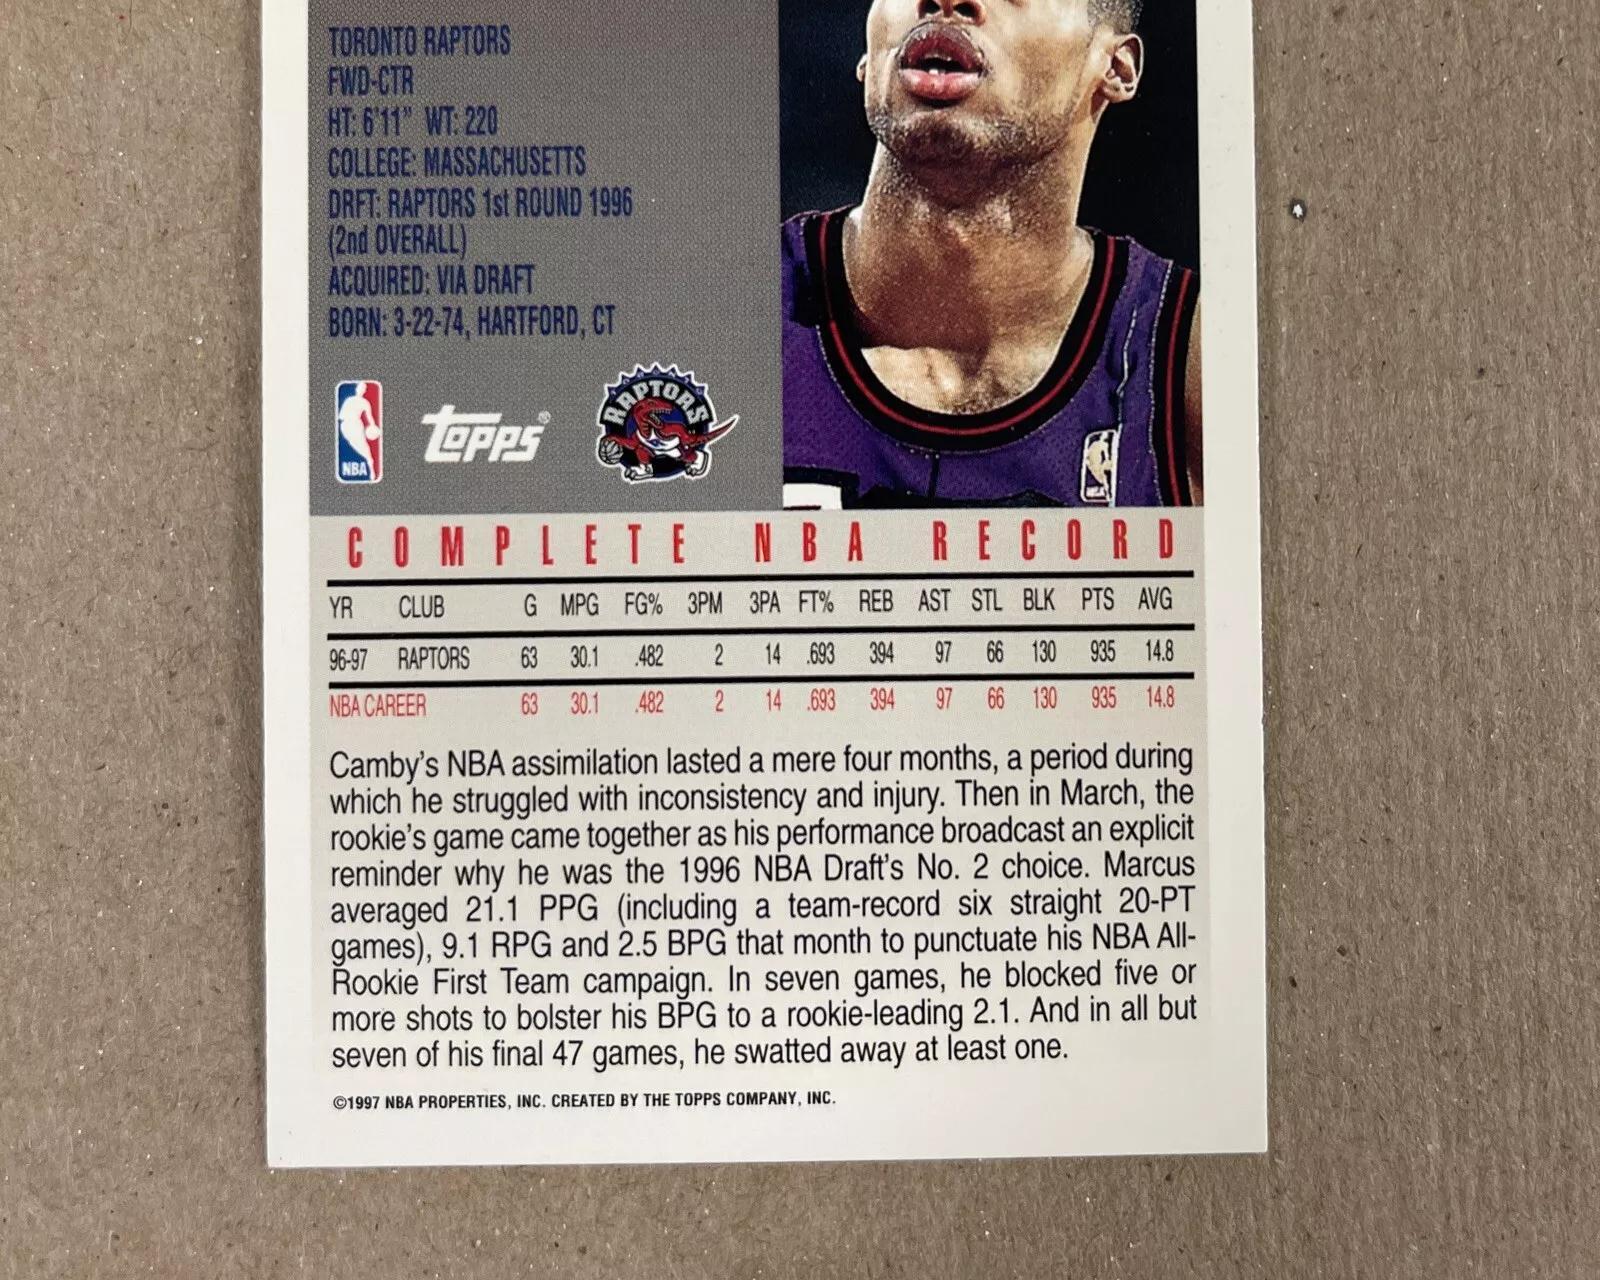 TORONTO RAPTORS
FWD-CTR
HT: 6'11" WT: 220
COLLEGE: MASSACHUSETTS
DRFT: RAPTORS 1st ROUND 1996
(2nd OVERALL)
ACQUIRED: VIA DRAFT
BORN: 3-22-74, HARTFORD, CT
NBA
TOPPS®
RAPTORS
COMPLETE NBA RECORD
YR CLUB G MPG FG% 3PM 3PA FT% REB AST STL BLK PTS AVG
96-97 RAPTORS 63 30.1 .482 2 14 .693 394 97 66 130 935 14.8
NBA CAREER 63 30.1 .482 2 14 .693 394 97 66 130 935 14.8
Camby's NBA assimilation lasted a mere four months, a period during
which he struggled with inconsistency and injury. Then in March, the
rookie's game came together as his performance broadcast an explicit
reminder why he was the 1996 NBA Draft's No. 2 choice. Marcus
averaged 21.1 PPG (including a team-record six straight 20-PT
games), 9.1 RPG and 2.5 BPG that month to punctuate his NBA All-
Rookie First Team campaign. In seven games, he blocked five or
more shots to bolster his BPG to a rookie-leading 2.1. And in all but
seven of his final 47 games, he swatted away at least one.
©1997 NBA PROPERTIES, INC. CREATED BY THE TOPPS COMPANY, INC.